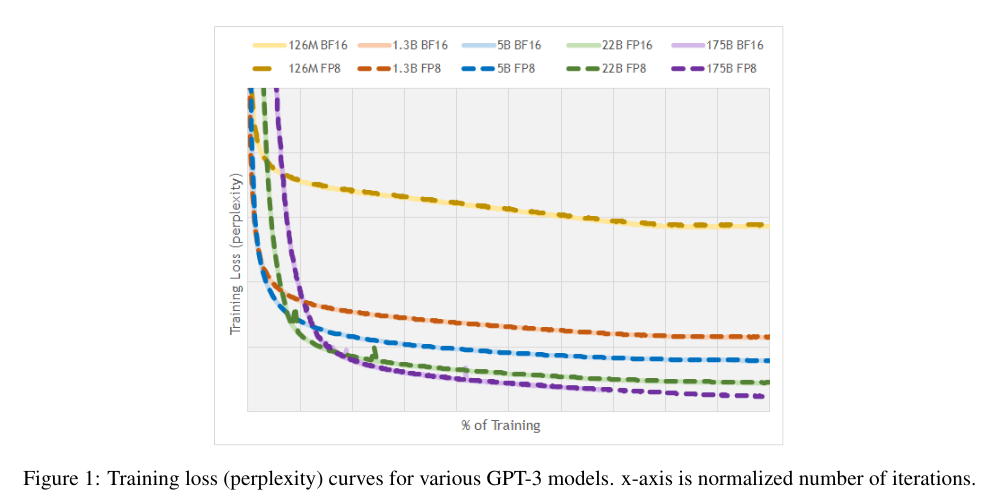 126M BF16 1.3B BF16 5B BF16 22B FP16 175B BF16
126M FP8 1.3B FP8 5B FP8 22B FP8 175B FP8
Training Loss (perplexity)
% of Training
Figure 1: Training loss (perplexity) curves for various GPT-3 models. x-axis is normalized number of iterations.